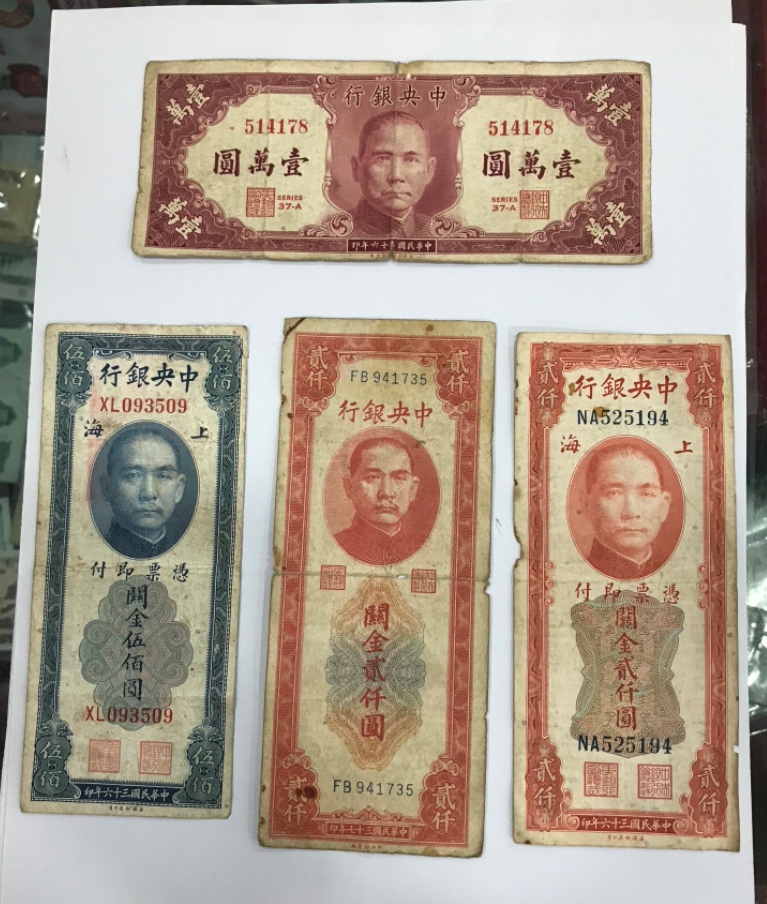 壹萬 中央銀行 壹萬
514178 514178
壹萬圓 壹萬圓
SERIES 37-A SERIES 37-A
壹萬 壹萬
中華民國三十六年印
伍佰 伍佰
中央銀行
XL093509
上海
憑票即付
關金伍佰圓
XL093509
伍佰 伍佰
中華民國三十六年印
貳仟 貳仟
FB941735
中央銀行
關金貳仟圓
FB941735
貳仟 貳仟
中華民國三十七年印
貳仟 貳仟
中央銀行
NA525194
上海
憑票即付
關金貳仟圓
NA525194
貳仟 貳仟
中華民國三十六年印